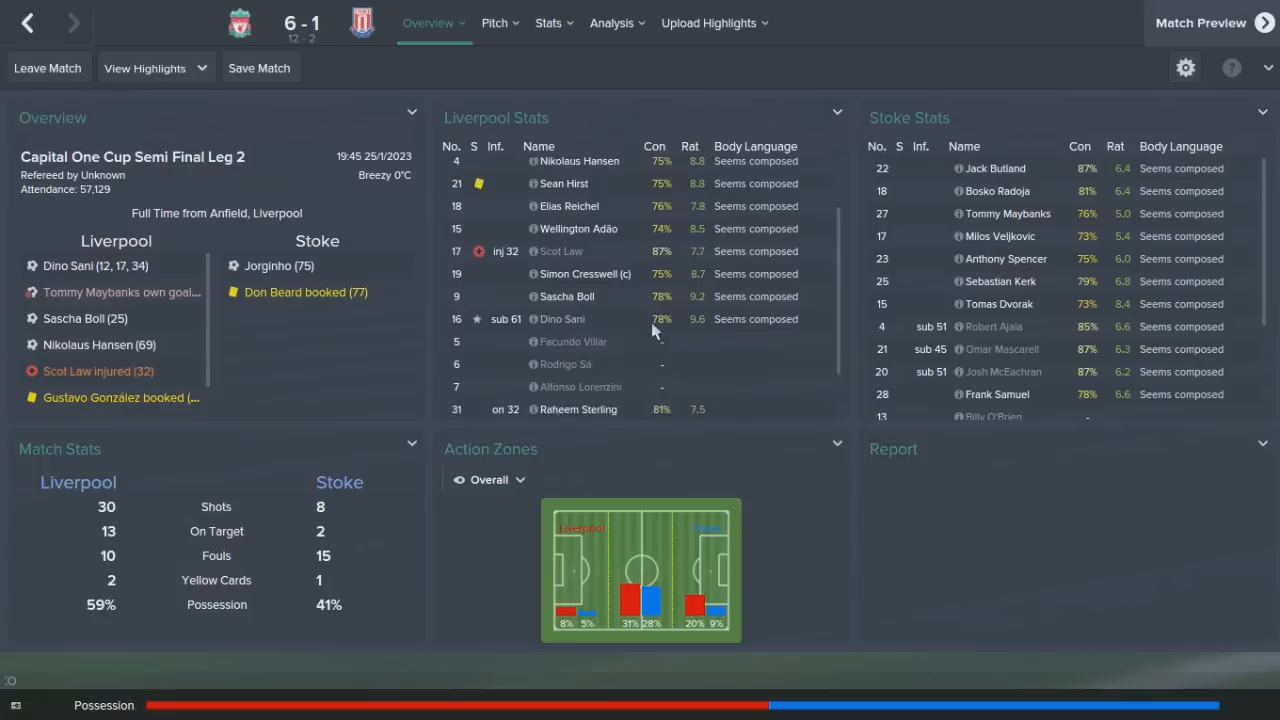 6 - 1
12 - 2
Overview
Pitch
Stats
Analysis
Upload Highlights
Match Preview
Leave Match
View Highlights
Save Match
?
Overview
Capital One Cup Semi Final Leg 2
19:45 25/1/2023
Refereed by Unknown
Breezy 0°C
Attendance: 57,129
Full Time from Anfield, Liverpool
Liverpool
Stoke
Dino Sani (12, 17, 34)
Jorginho (75)
Tommy Maybanks own goal...
Don Beard booked (77)
Sascha Boll (25)
Nikolaus Hansen (69)
Scot Law injured (32)
Gustavo González booked (...
Liverpool Stats
No. S Inf. Name Con Rat Body Language
4 Nikolaus Hansen 75% 8.8 Seems composed
21 Sean Hirst 75% 8.8 Seems composed
18 Elias Reichel 76% 7.8 Seems composed
15 Wellington Adão 74% 8.5 Seems composed
17 inj 32 Scot Law 87% 7.7 Seems composed
19 Simon Cresswell (c) 75% 8.7 Seems composed
9 Sascha Boll 78% 9.2 Seems composed
16 sub 61 Dino Sani 78% 9.6 Seems composed
5 Facundo Villar -
6 Rodrigo Sá -
7 Alfonso Lorenzini -
31 on 32 Raheem Sterling 81% 7.5
Stoke Stats
No. S Inf. Name Con Rat Body Language
22 Jack Butland 87% 6.4 Seems composed
18 Bosko Radoja 81% 6.4 Seems composed
27 Tommy Maybanks 76% 5.0 Seems composed
17 Milos Veljkovic 73% 5.4 Seems composed
23 Anthony Spencer 75% 6.0 Seems composed
25 Sebastian Kerk 79% 6.8 Seems composed
15 Tomas Dvorak 73% 8.4 Seems composed
4 sub 51 Robert Ajala 85% 6.6 Seems composed
21 sub 45 Omar Mascarell 87% 6.3 Seems composed
20 sub 51 Josh McEachran 87% 6.2 Seems composed
28 Frank Samuel 78% 6.6 Seems composed
13 Billy O'Brien -
Match Stats
Liverpool Stoke
30 Shots 8
13 On Target 2
10 Fouls 15
2 Yellow Cards 1
59% Possession 41%
Action Zones
Overall
Liverpool Stoke
8% 5% 31% 28% 20% 9%
Report
Possession